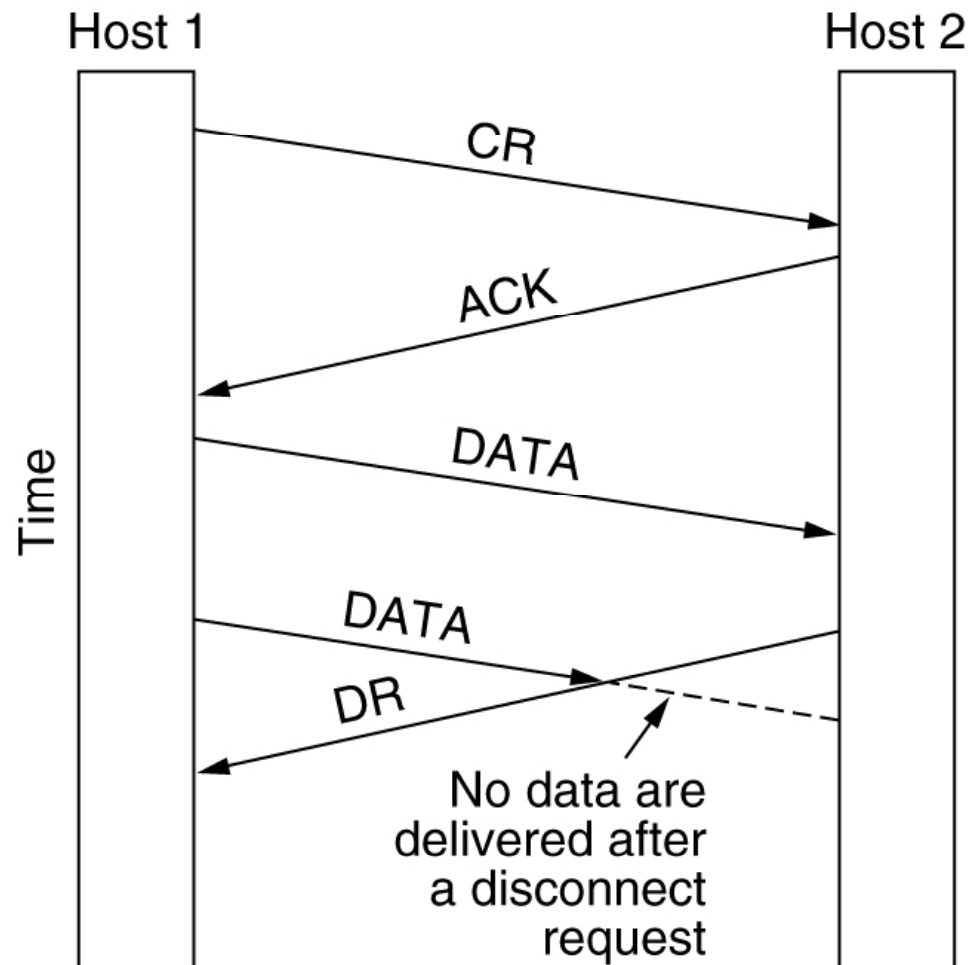 Host 1
Host 2
CR
ACK
DATA
Time
DATA
DR
No data are
delivered after
a disconnect
request